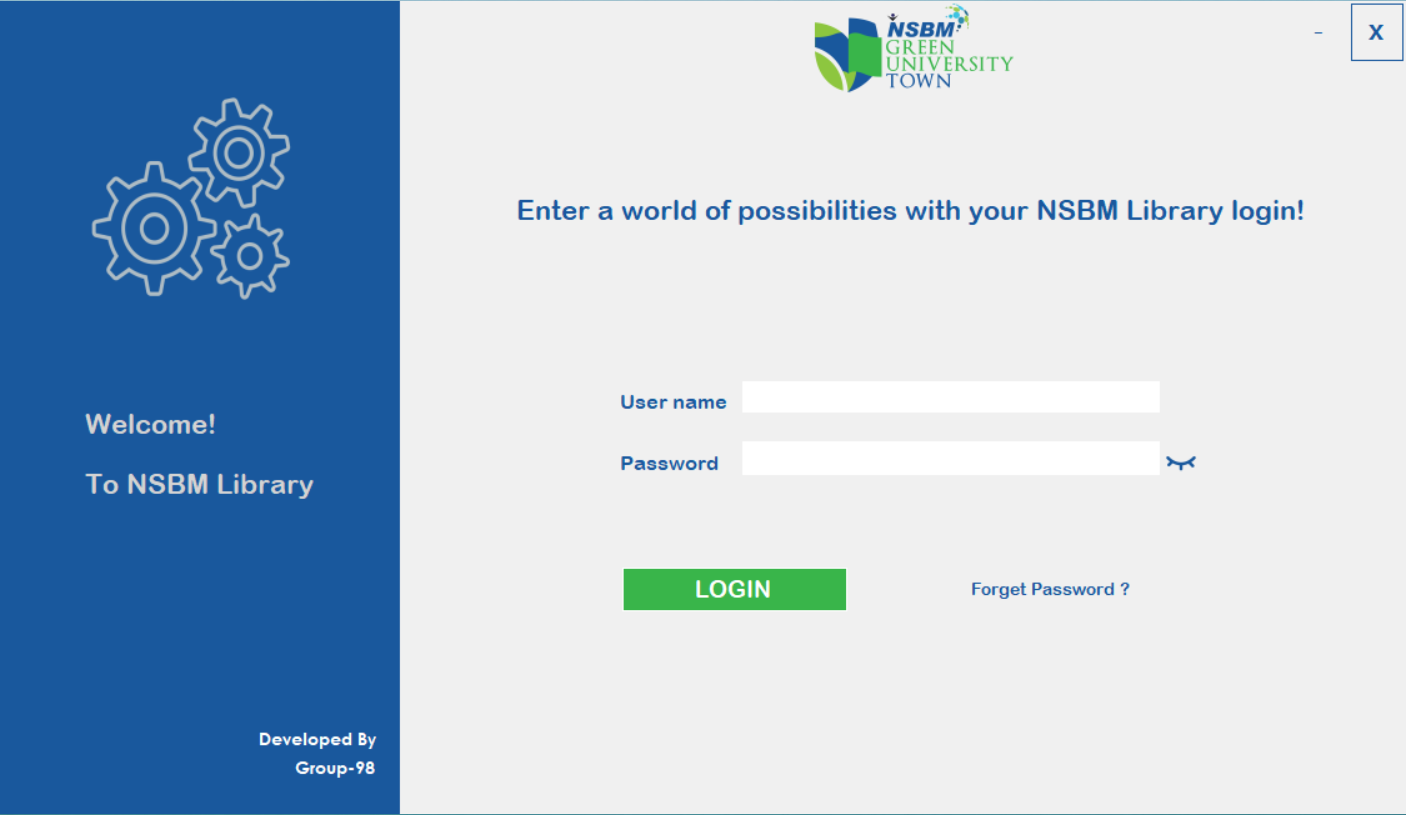 Welcome!
To NSBM Library
Developed By
Group-98
NSBM
GREEN
UNIVERSITY
TOWN
-
X
Enter a world of possibilities with your NSBM Library login!
User name
Password
LOGIN
Forget Password ?